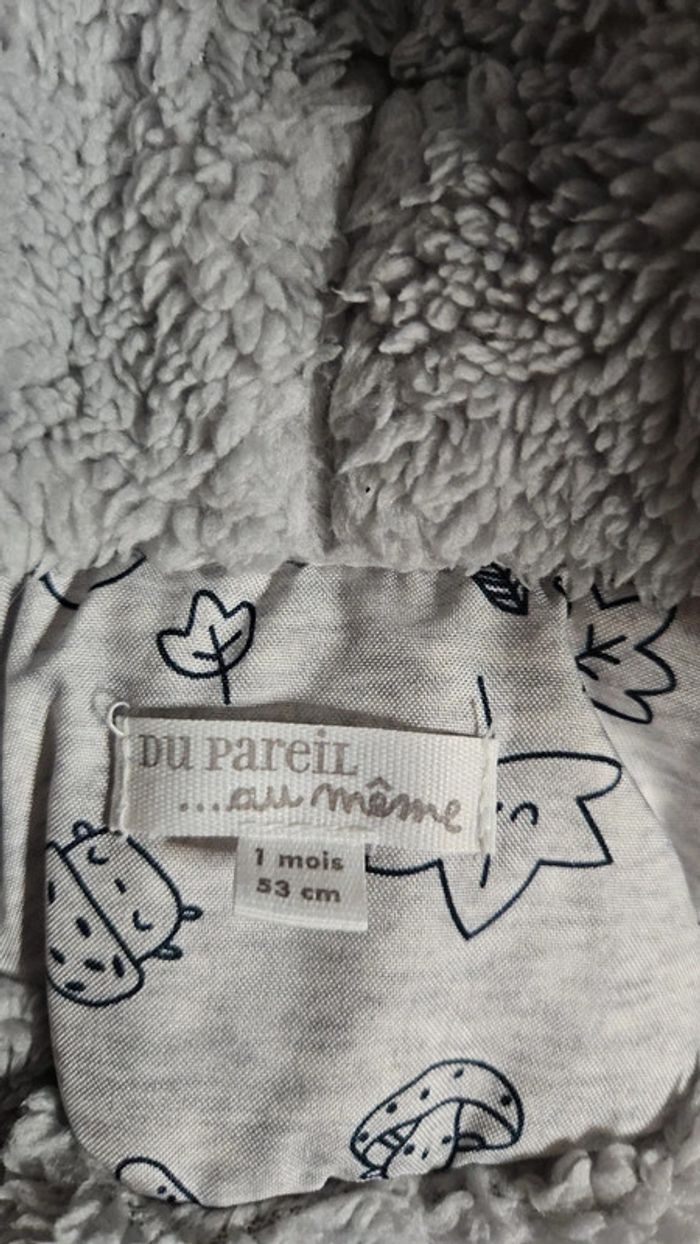 DU PareiL
...au même
1 mois
53 cm